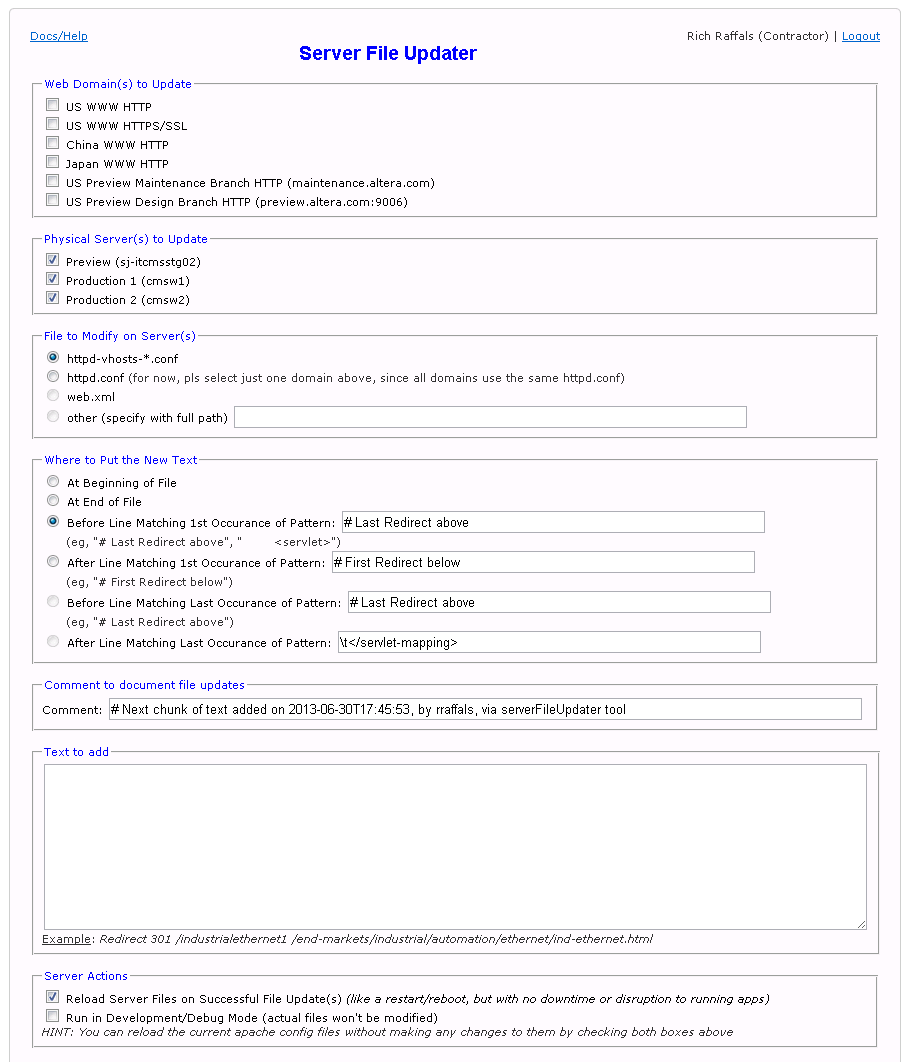 Docs/Help
Rich Raffals (Contractor) | Logout
Server File Updater
Web Domain(s) to Update
US WWW HTTP
US WWW HTTPS/SSL
China WWW HTTP
Japan WWW HTTP
US Preview Maintenance Branch HTTP (maintenance.altera.com)
US Preview Design Branch HTTP (preview.altera.com:9006)
Physical Server(s) to Update
Preview (sj-itcmsstg02)
Production 1 (cmsw1)
Production 2 (cmsw2)
File to Modify on Server(s)
httpd-vhosts-*.conf
httpd.conf (for now, pls select just one domain above, since all domains use the same httpd.conf)
web.xml
other (specify with full path)
Where to Put the New Text
At Beginning of File
At End of File
Before Line Matching 1st Occurance of Pattern: # Last Redirect above
(eg, "# Last Redirect above", "        <servlet>")
After Line Matching 1st Occurance of Pattern: # First Redirect below
(eg, "# First Redirect below")
Before Line Matching Last Occurance of Pattern: # Last Redirect above
(eg, "# Last Redirect above")
After Line Matching Last Occurance of Pattern: \t</servlet-mapping>
Comment to document file updates
Comment: # Next chunk of text added on 2013-06-30T17:45:53, by rraffals, via serverFileUpdater tool
Text to add
Example: Redirect 301 /industrialethernet1 /end-markets/industrial/automation/ethernet/ind-ethernet.html
Server Actions
Reload Server Files on Successful File Update(s) (like a restart/reboot, but with no downtime or disruption to running apps)
Run in Development/Debug Mode (actual files won't be modified)
HINT: You can reload the current apache config files without making any changes to them by checking both boxes above